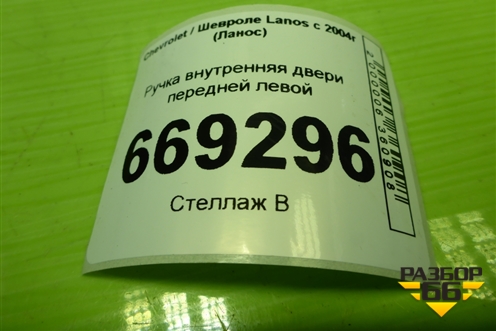 Chevrolet / Шевроле Lanos с 2004г
(Ланос)
Ручка внутренняя двери
передней левой
669296
Стеллаж В
РАЗБОР
66